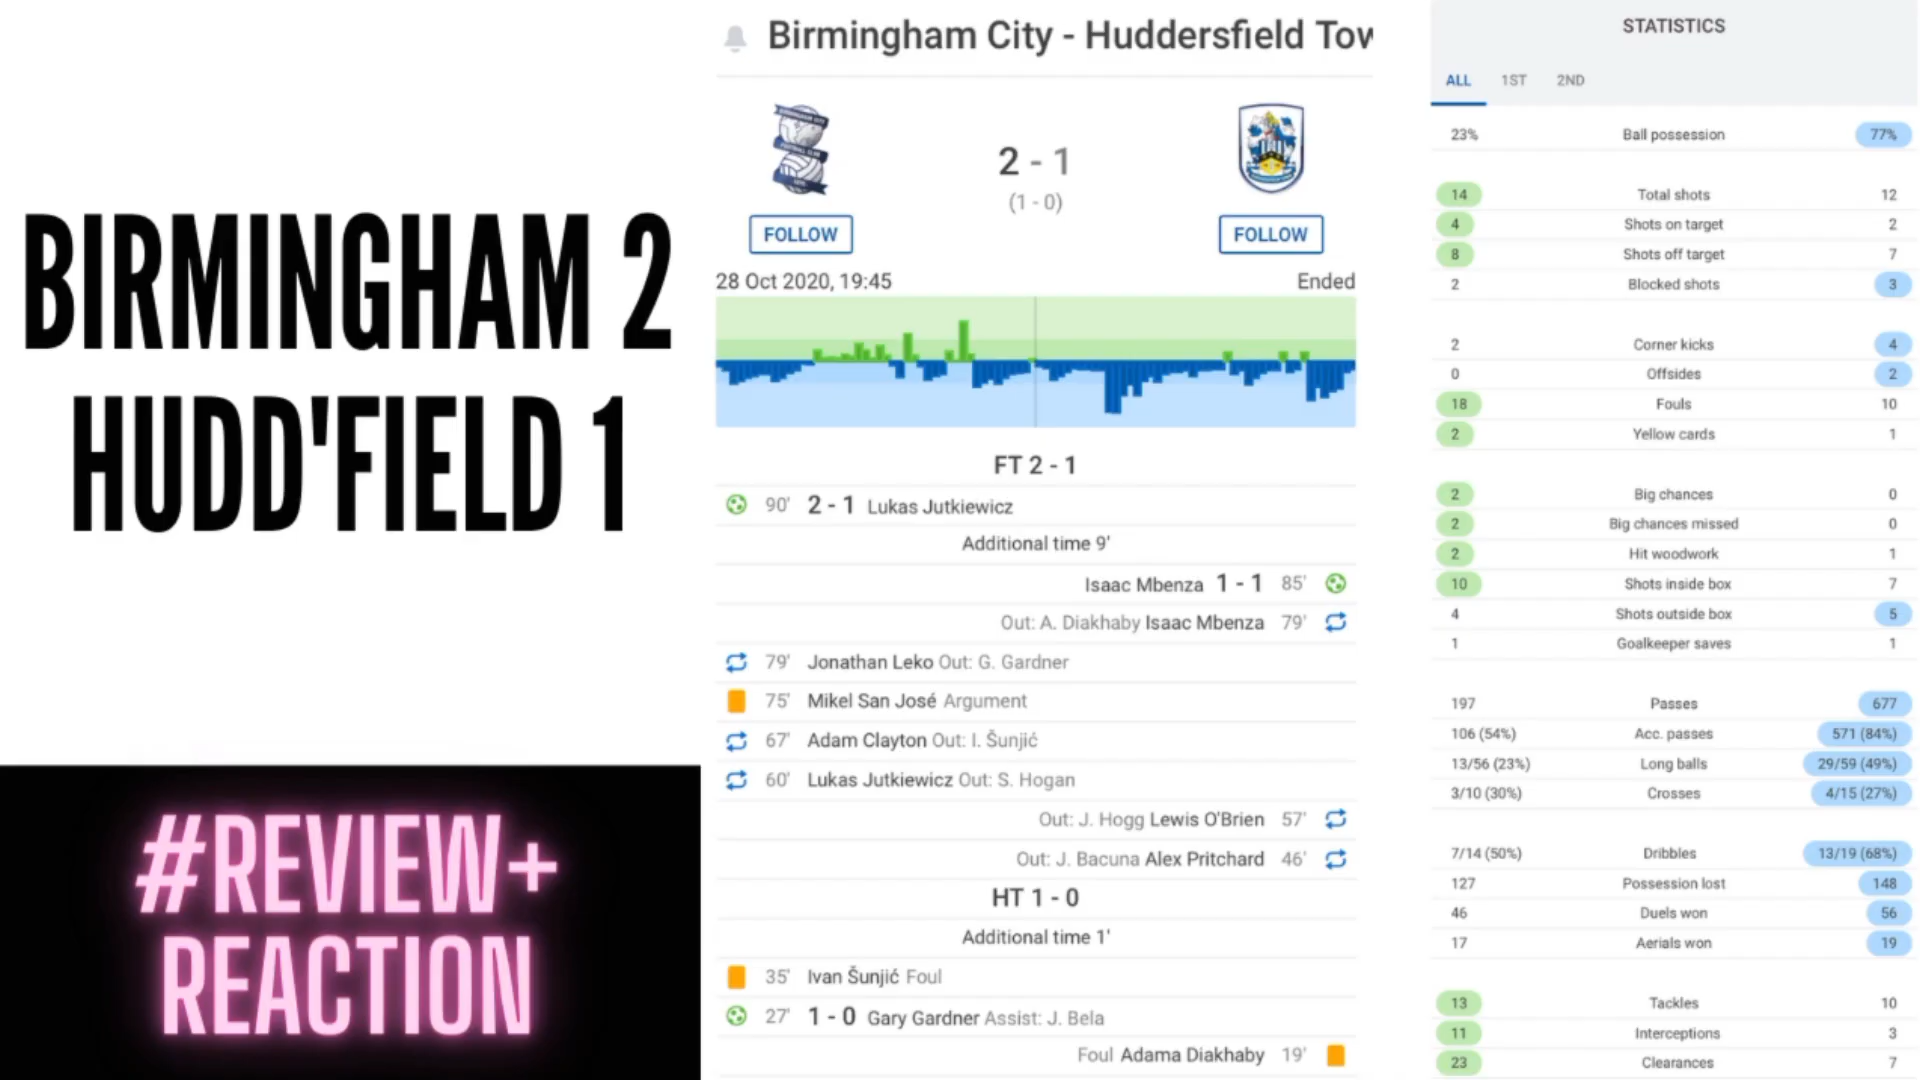 BIRMINGHAM 2
HUDD'FIELD 1
#REVIEW+
REACTION
Birmingham City - Huddersfield Tow
2 - 1
(1 - 0)
FOLLOW
FOLLOW
28 Oct 2020, 19:45 Ended
FT 2 - 1
90' 2 - 1 Lukas Jutkiewicz
Additional time 9'
Isaac Mbenza 1 - 1 85'
Out: A. Diakhaby Isaac Mbenza 79'
79' Jonathan Leko Out: G. Gardner
75' Mikel San José Argument
67' Adam Clayton Out: I. Šunjić
60' Lukas Jutkiewicz Out: S. Hogan
Out: J. Hogg Lewis O'Brien 57'
Out: J. Bacuna Alex Pritchard 46'
HT 1 - 0
Additional time 1'
35' Ivan Šunjić Foul
27' 1 - 0 Gary Gardner Assist: J. Bela
Foul Adama Diakhaby 19'
STATISTICS
ALL 1ST 2ND
23% Ball possession 77%
14 Total shots 12
4 Shots on target 2
8 Shots off target 7
2 Blocked shots 3
2 Corner kicks 4
0 Offsides 2
18 Fouls 10
2 Yellow cards 1
2 Big chances 0
2 Big chances missed 0
2 Hit woodwork 1
10 Shots inside box 7
4 Shots outside box 5
1 Goalkeeper saves 1
197 Passes 677
106 (54%) Acc. passes 571 (84%)
13/56 (23%) Long balls 29/59 (49%)
3/10 (30%) Crosses 4/15 (27%)
7/14 (50%) Dribbles 13/19 (68%)
127 Possession lost 148
46 Duels won 56
17 Aerials won 19
13 Tackles 10
11 Interceptions 3
23 Clearances 7